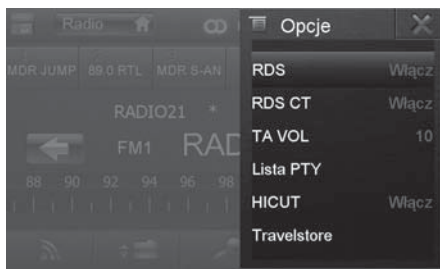 Radio
Opcje
MDR JUMP 89.0 RTL MDR S-AN
RDS Włącz
RADIO21 *
RDS CT Włącz
FM1 RAD
TA VOL 10
Lista PTY
88 90 92 94 96 98
HICUT Włącz
Travelstore